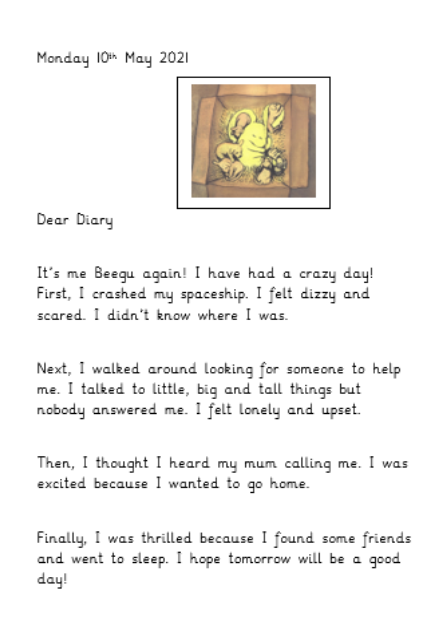 Monday 10th May 2021
Dear Diary
It's me Beegu again! I have had a crazy day!
First, I crashed my spaceship. I felt dizzy and
scared. I didn't know where I was.
Next, I walked around looking for someone to help
me. I talked to little, big and tall things but
nobody answered me. I felt lonely and upset.
Then, I thought I heard my mum calling me. I was
excited because I wanted to go home.
Finally, I was thrilled because I found some friends
and went to sleep. I hope tomorrow will be a good
day!